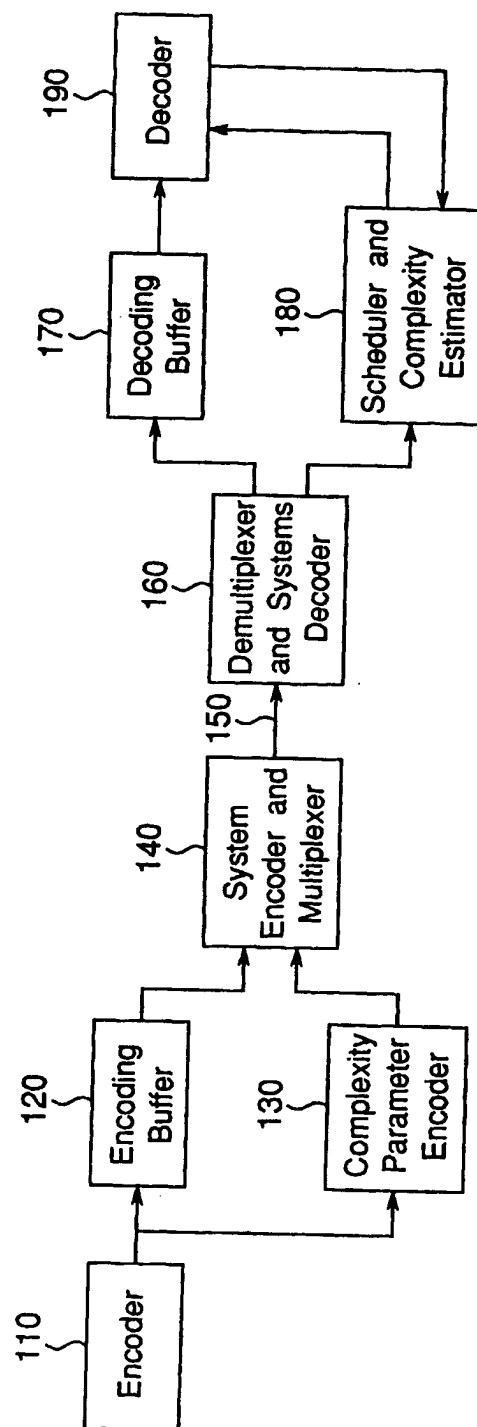 110
Encoder
120
Encoding
Buffer
130
Complexity
Parameter
Encoder
140
System
Encoder and
Multiplexer
150
160
Demultiplexer
and Systems
Decoder
170
Decoding
Buffer
180
Scheduler and
Complexity
Estimator
190
Decoder